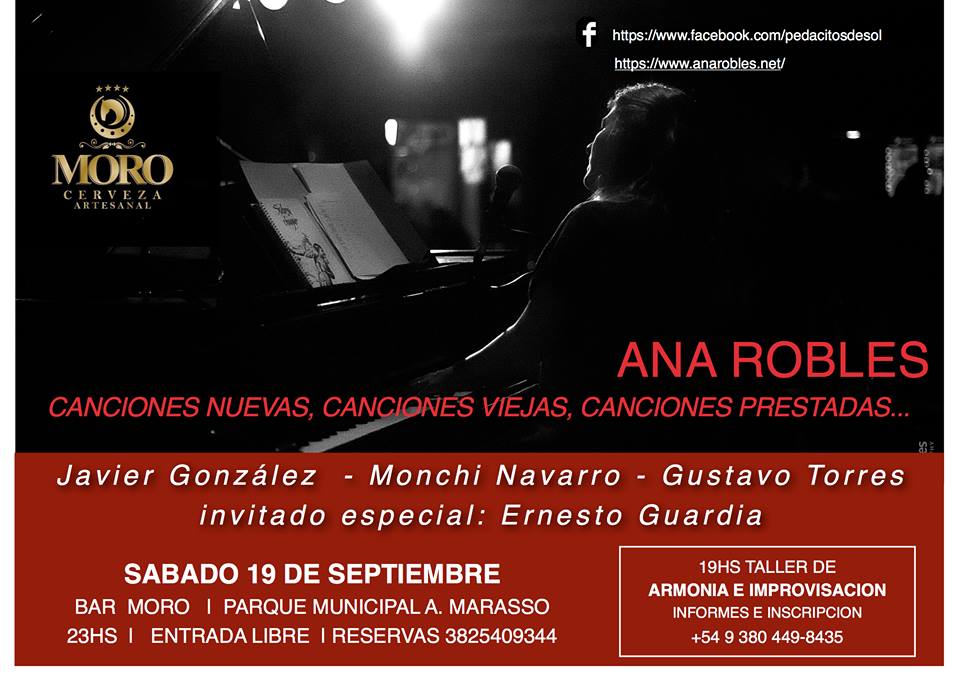 https://www.facebook.com/pedacitosdesol
https://www.anarobles.net/
MORO
CERVEZA
ARTESANAL
ANA ROBLES
CANCIONES NUEVAS, CANCIONES VIEJAS, CANCIONES PRESTADAS...
Javier González - Monchi Navarro - Gustavo Torres
invitado especial: Ernesto Guardia
SABADO 19 DE SEPTIEMBRE
BAR MORO I PARQUE MUNICIPAL A. MARASSO
23HS I ENTRADA LIBRE I RESERVAS 3825409344
19HS TALLER DE
ARMONIA E IMPROVISACION
INFORMES E INSCRIPCION
+54 9 380 449-8435